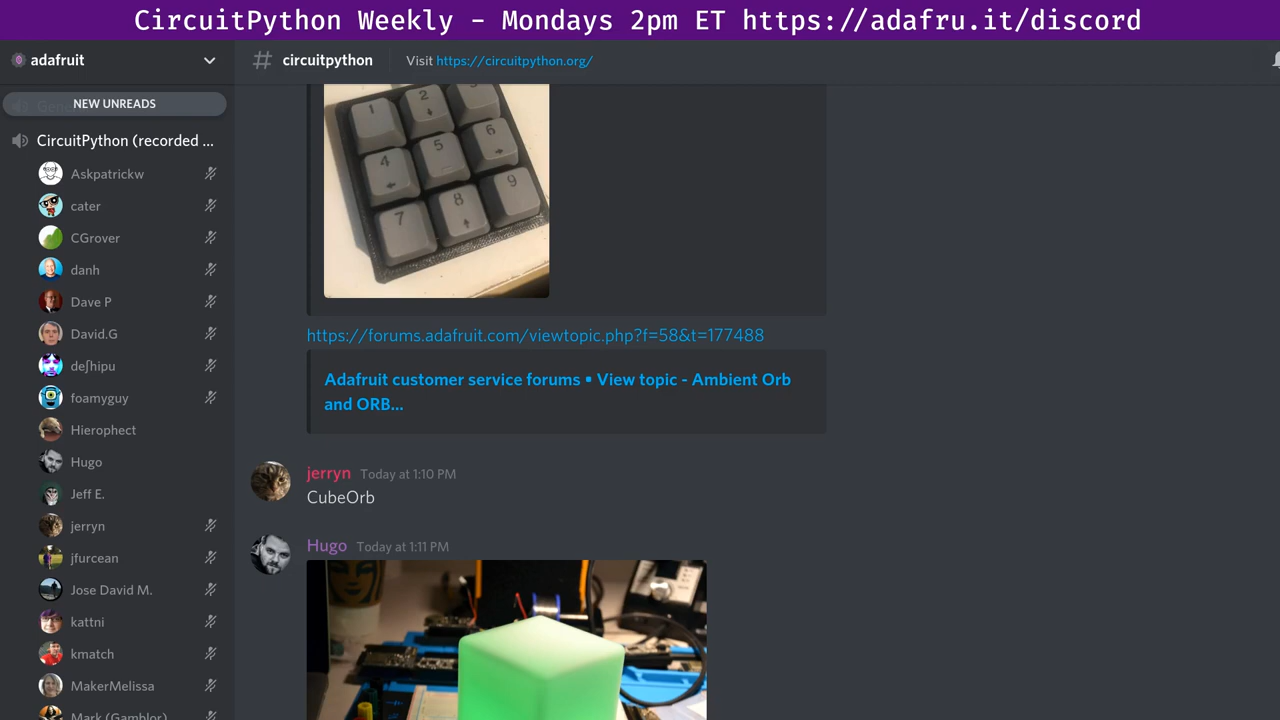 CircuitPython Weekly - Mondays 2pm ET https://adafru.it/discord
adafruit
NEW UNREADS
CircuitPython (recorded ...
Askpatrickw
cater
CGrover
danh
Dave P
David.G
deʃhipu
foamyguy
Hierophect
Hugo
Jeff E.
jerryn
jfurcean
Jose David M.
kattni
kmatch
MakerMelissa
Mark (Gamblor)
# circuitpython
Visit https://circuitpython.org/
1 2 3
4 5 6
7 8 9
https://forums.adafruit.com/viewtopic.php?f=58&t=177488
Adafruit customer service forums • View topic - Ambient Orb
and ORB...
jerryn Today at 1:10 PM
CubeOrb
Hugo Today at 1:11 PM